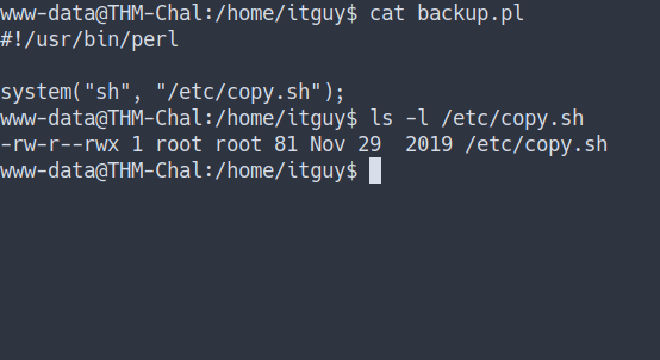 www-data@THM-Chal:/home/itguy$ cat backup.pl
#!/usr/bin/perl

system("sh", "/etc/copy.sh");
www-data@THM-Chal:/home/itguy$ ls -l /etc/copy.sh
-rw-r--rwx 1 root root 81 Nov 29  2019 /etc/copy.sh
www-data@THM-Chal:/home/itguy$